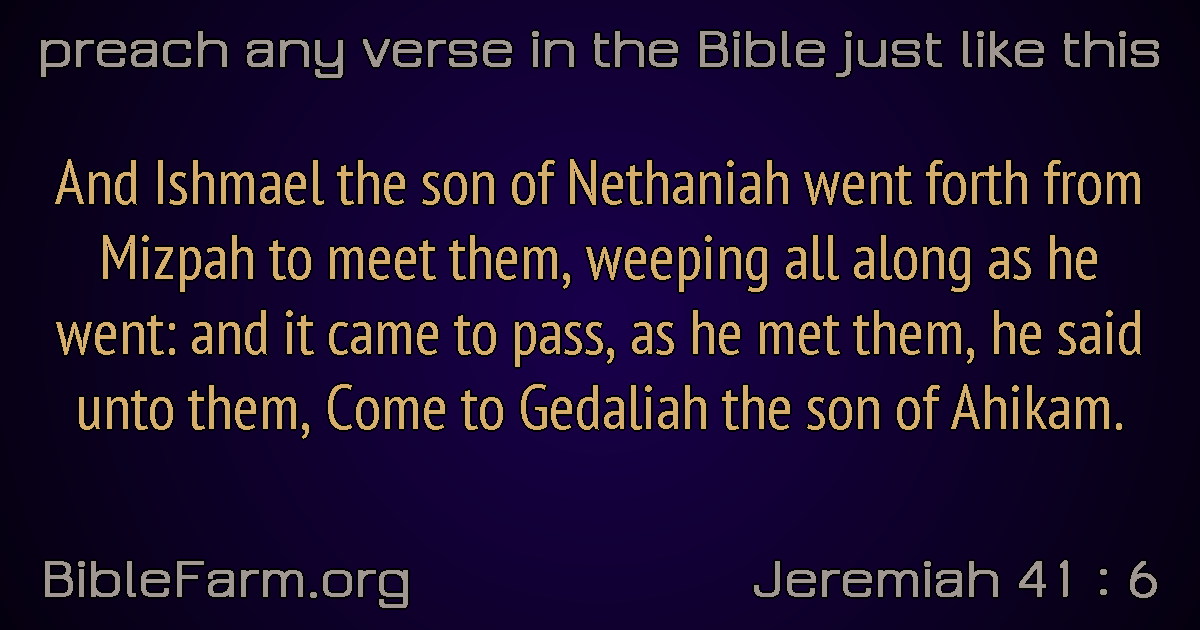 preach any verse in the Bible just like this
And Ishmael the son of Nethaniah went forth from
Mizpah to meet them, weeping all along as he
went: and it came to pass, as he met them, he said
unto them, Come to Gedaliah the son of Ahikam.
BibleFarm.org
Jeremiah 41 : 6